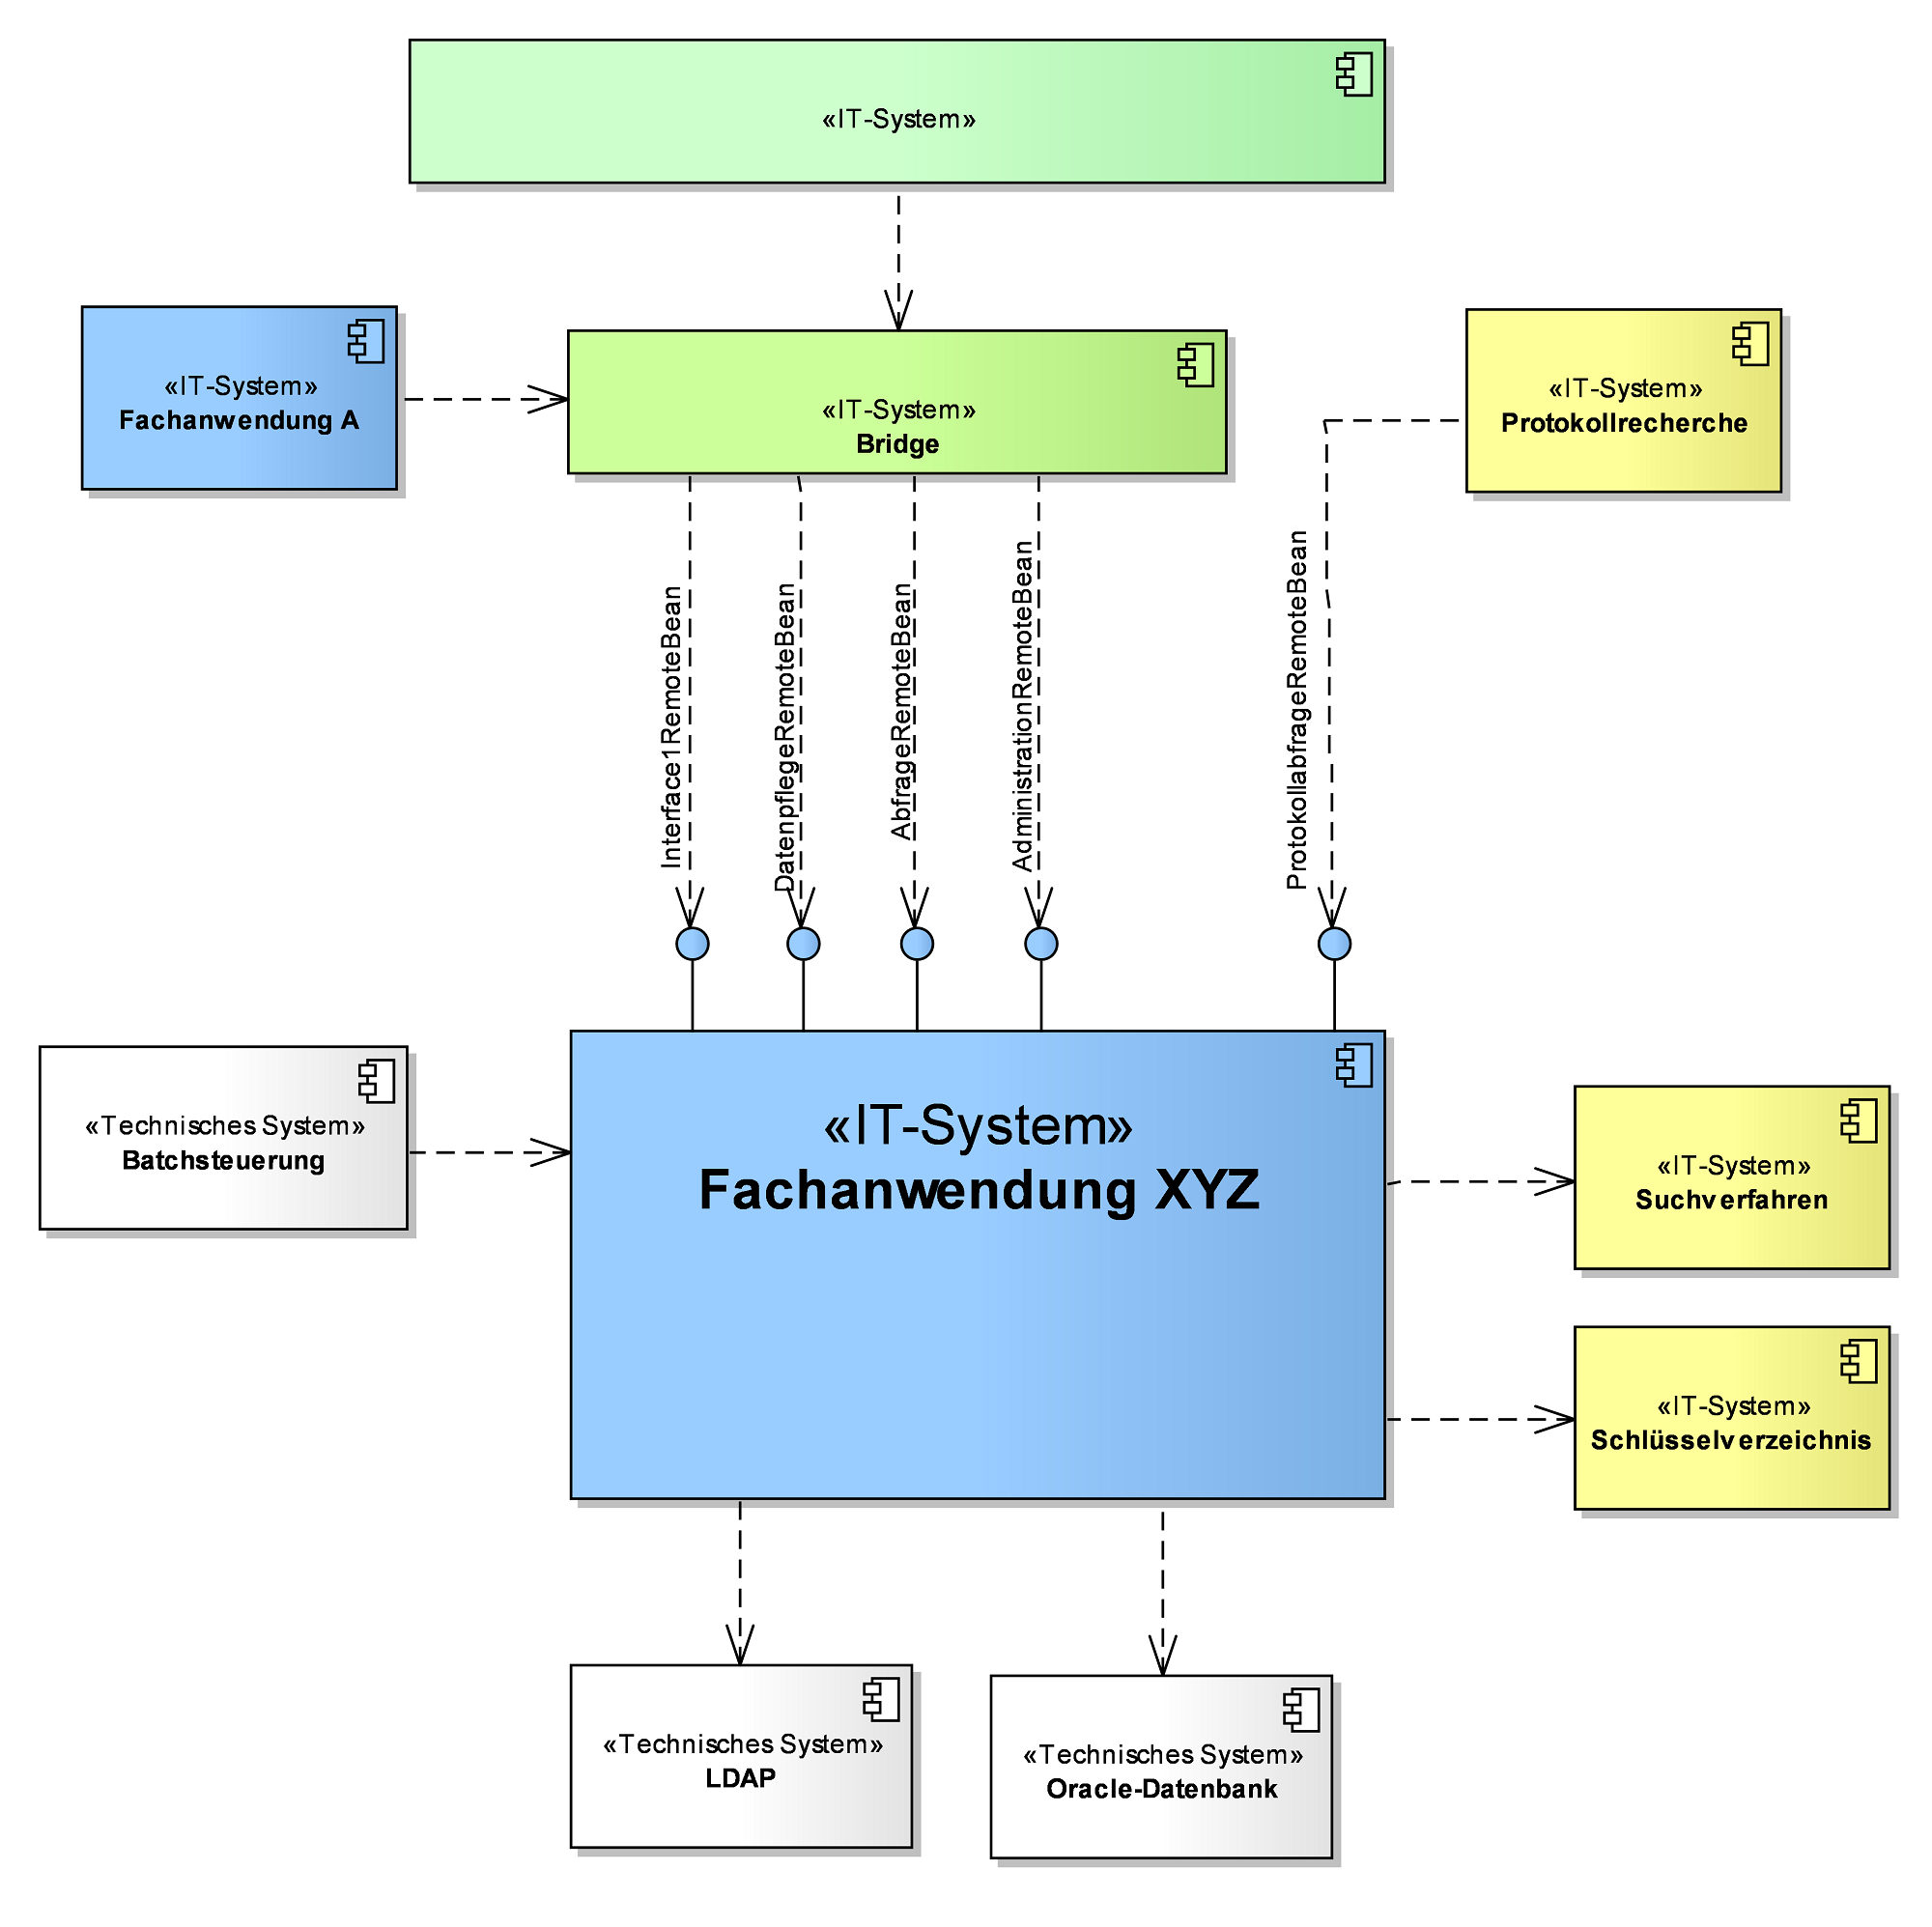 «IT-System»
«IT-System»
Fachanwendung A
«IT-System»
Bridge
«IT-System»
Protokollrecherche
Interface1RemoteBean
DatenpflegeRemoteBean
AbfrageRemoteBean
AdministrationRemoteBean
ProtokollabfrageRemoteBean
«Technisches System»
Batchsteuerung
«IT-System»
Fachanwendung XYZ
«IT-System»
Suchverfahren
«IT-System»
Schlüsselverzeichnis
«Technisches System»
LDAP
«Technisches System»
Oracle-Datenbank